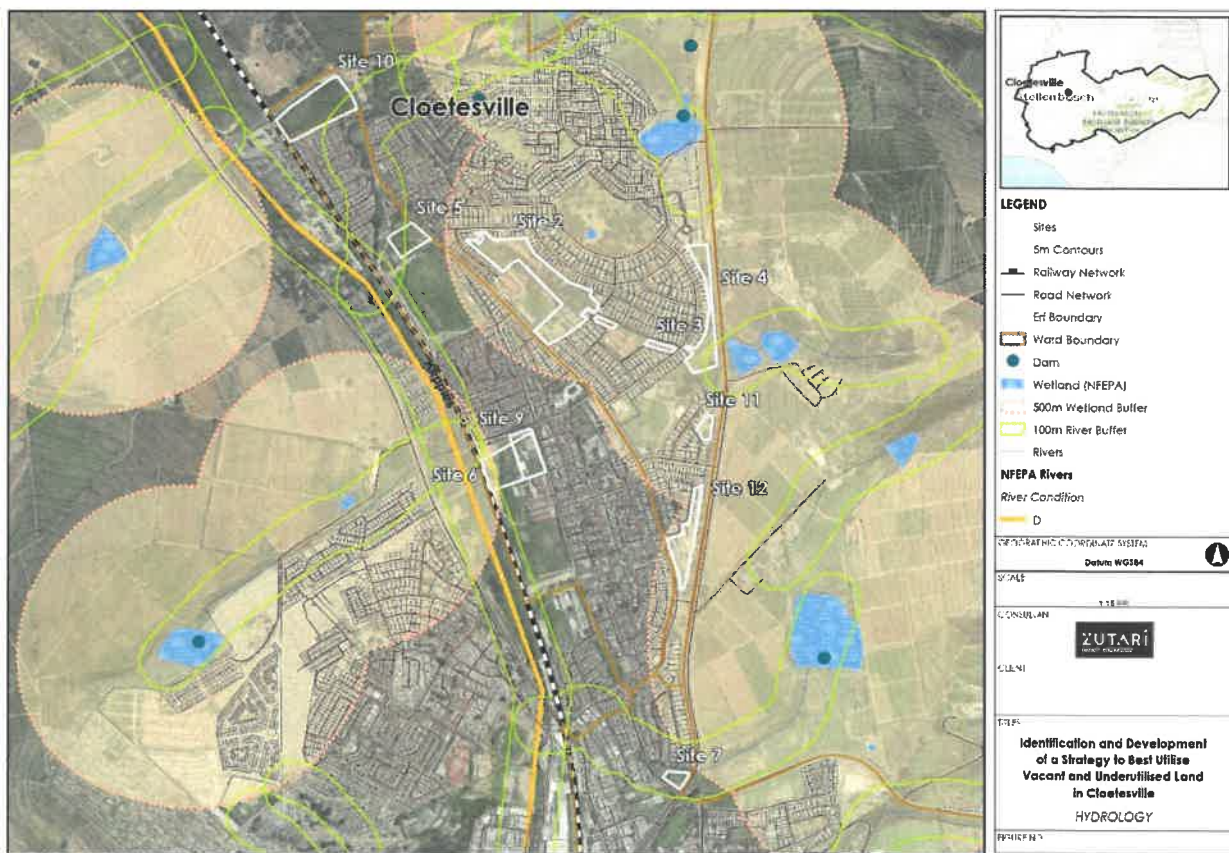 Site 10
Cloetesville
Site 5
Site 2
Site 4
Site 3
Site 11
Site 9
Site 6
Site 12
Site 7
Cloetesville
LEGEND
Sites
5m Contours
Railway Network
Road Network
Erf Boundary
Ward Boundary
Dam
Wetland (NFEPA)
500m Wetland Buffer
100m River Buffer
Rivers
NFEPA Rivers
River Condition
D
GEOGRAPHIC COORDINATE SYSTEM
Datum WGS84
SCALE
CONSULTAN
ZUTARI
CLIENT
TITLE
Identification and Development
of a Strategy to Best Utilise
Vacant and Underutilised Land
in Cloetesville
HYDROLOGY
FIGURE NO